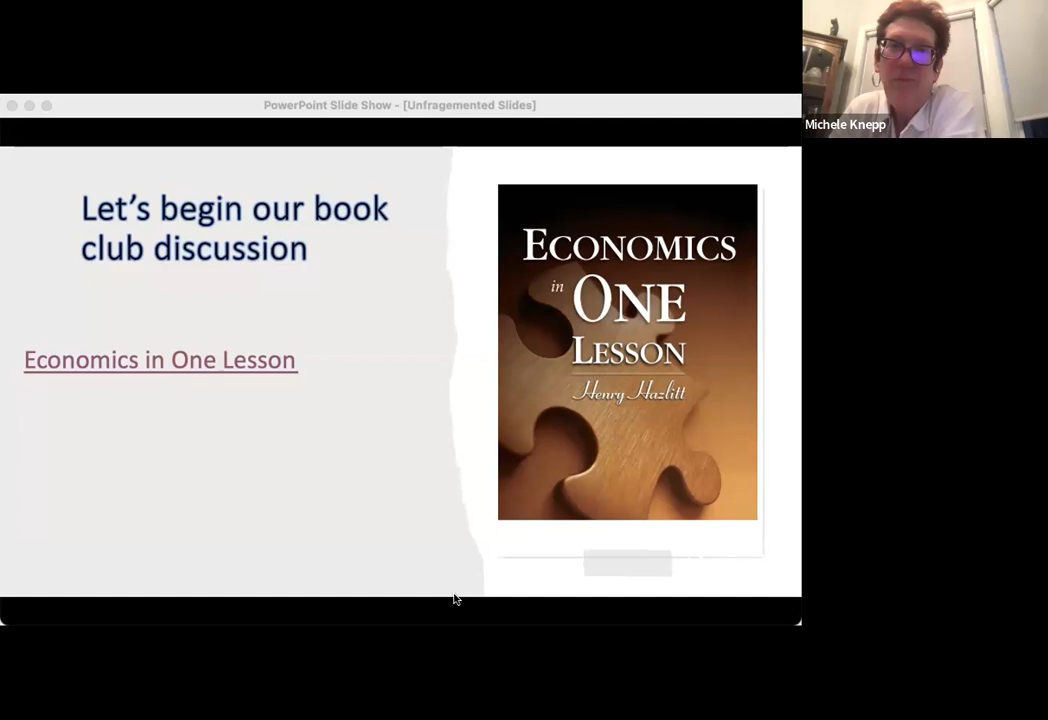 PowerPoint Slide Show - [Unfragemented Slides]
Michele Knepp
Let's begin our book
club discussion
Economics in One Lesson
ECONOMICS
in ONE
LESSON
Henry Hazlitt